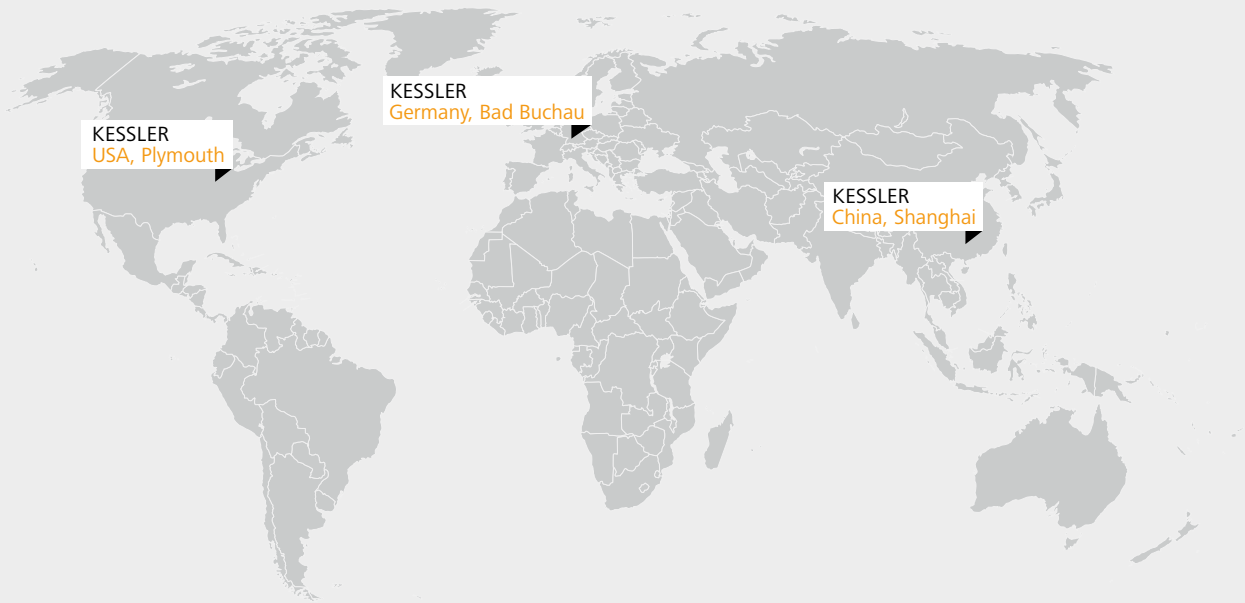 KESSLER
Germany, Bad Buchau
KESSLER
USA, Plymouth
KESSLER
China, Shanghai